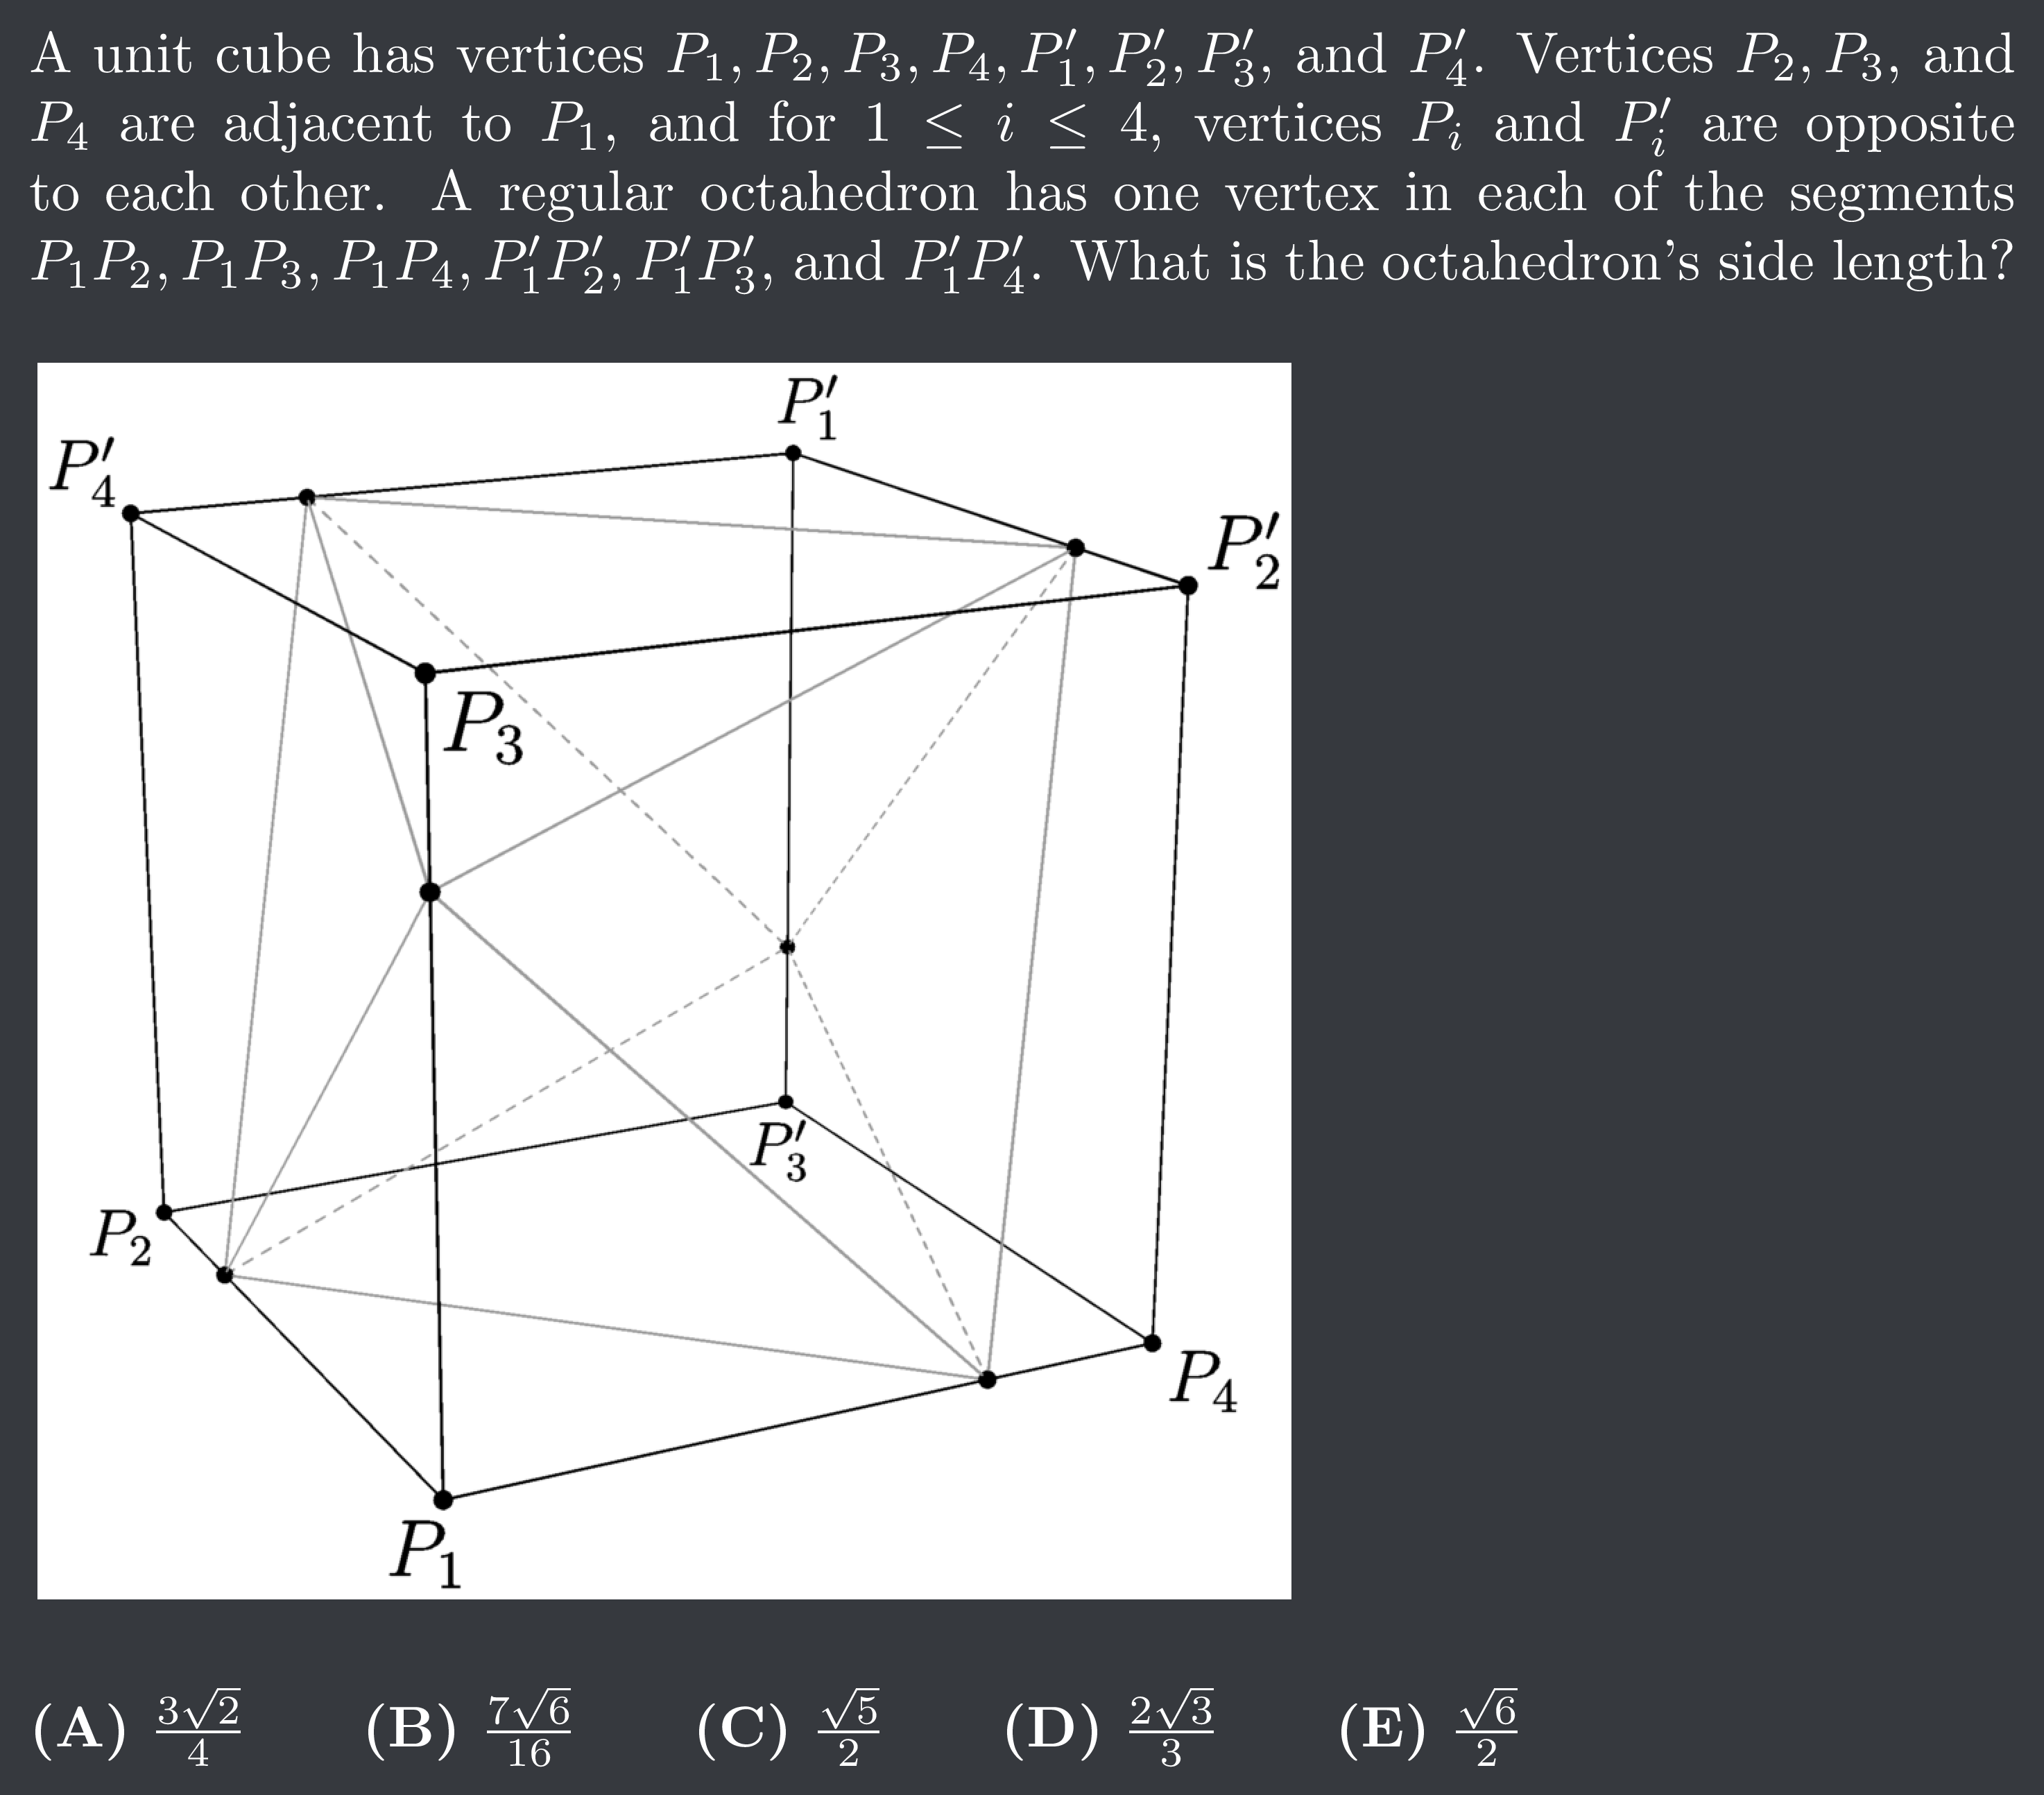 A unit cube has vertices $P_1, P_2, P_3, P_4, P_1', P_2', P_3'$, and $P_4'$. Vertices $P_2, P_3$, and
$P_4$ are adjacent to $P_1$, and for $1 \leq i \leq 4$, vertices $P_i$ and $P_i'$ are opposite
to each other. A regular octahedron has one vertex in each of the segments
$P_1P_2, P_1P_3, P_1P_4, P_1'P_2', P_1'P_3'$, and $P_1'P_4'$. What is the octahedron's side length?
$P_1'$
$P_4'$
$P_2'$
$P_3$
$P_3'$
$P_2$
$P_4$
$P_1$
(A) $\frac{3\sqrt{2}}{4}$ (B) $\frac{7\sqrt{6}}{16}$ (C) $\frac{\sqrt{5}}{2}$ (D) $\frac{2\sqrt{3}}{3}$ (E) $\frac{\sqrt{6}}{2}$